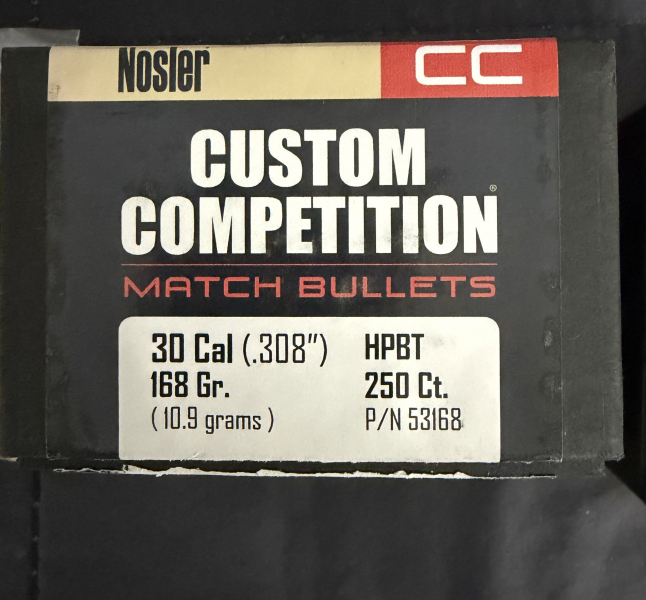 Nosler CC
CUSTOM
COMPETITION®
MATCH BULLETS
30 Cal (.308") HPBT
168 Gr. 250 Ct.
(10.9 grams) P/N 53168